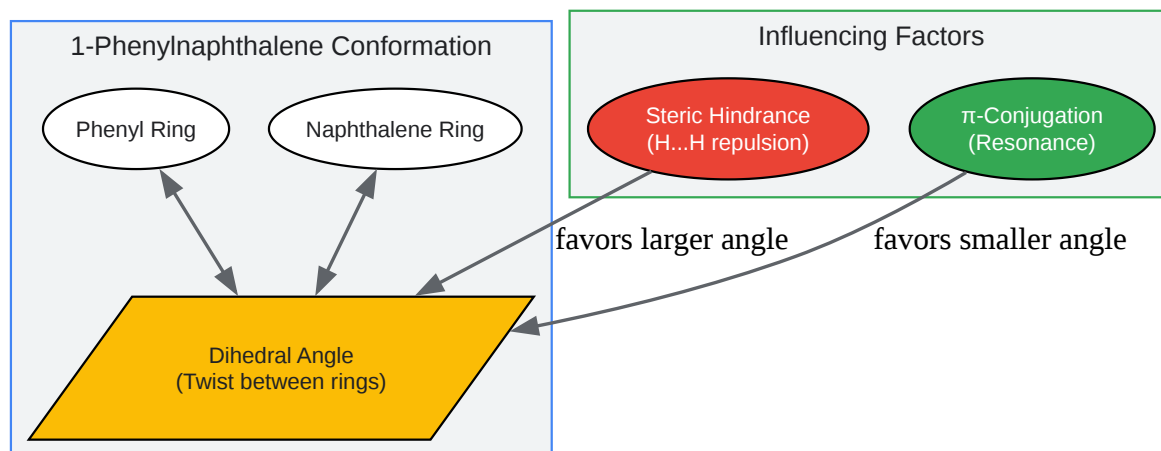 1-Phenylnaphthalene Conformation
Phenyl Ring
Naphthalene Ring
Dihedral Angle
(Twist between rings)
Influencing Factors
Steric Hindrance
(H...H repulsion)
π-Conjugation
(Resonance)
favors larger angle
favors smaller angle